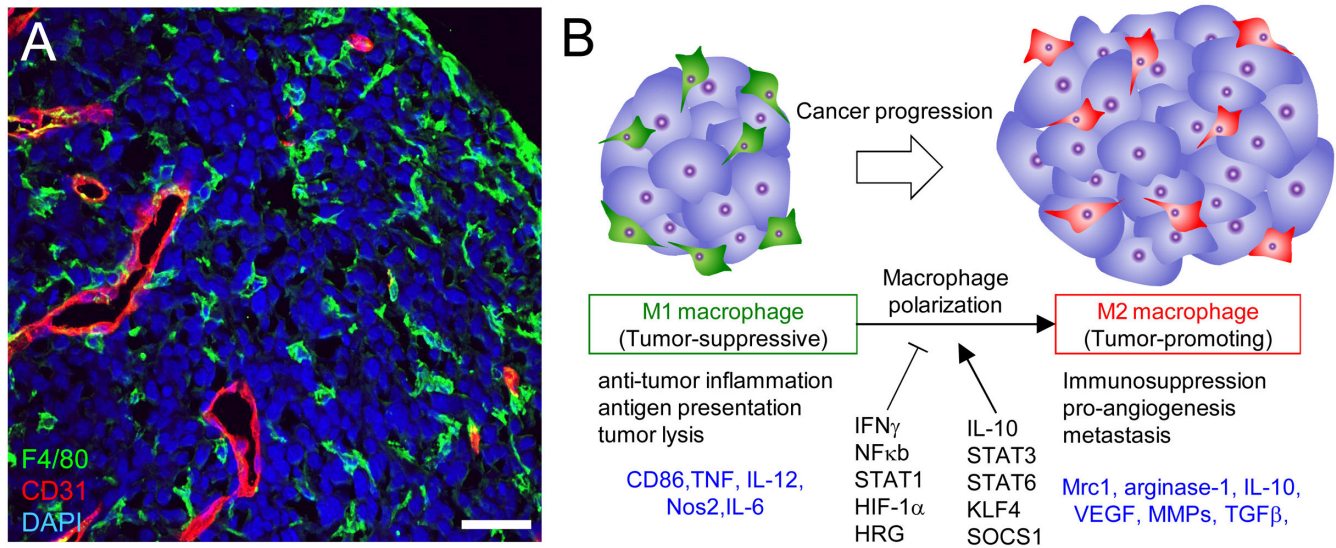 A
F4/80
CD31
DAPI
B
Cancer progression
Macrophage
polarization
M1 macrophage
(Tumor-suppressive)
M2 macrophage
(Tumor-promoting)
anti-tumor inflammation
antigen presentation
tumor lysis
CD86,TNF, IL-12,
Nos2,IL-6
IFNγ
NFκb
STAT1
HIF-1α
HRG
IL-10
STAT3
STAT6
KLF4
SOCS1
Immunosuppression
pro-angiogenesis
metastasis
Mrc1, arginase-1, IL-10,
VEGF, MMPs, TGFβ,